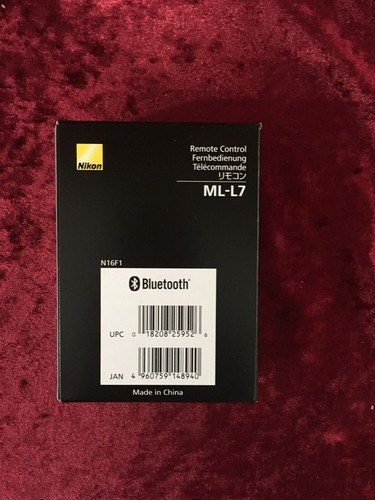 Nikon
Remote Control
Fernbedienung
Télécommande
リモコン
ML-L7
N16F1
Bluetooth®
UPC 0 18208 25952 6
JAN 4 960759 148940
Made in China